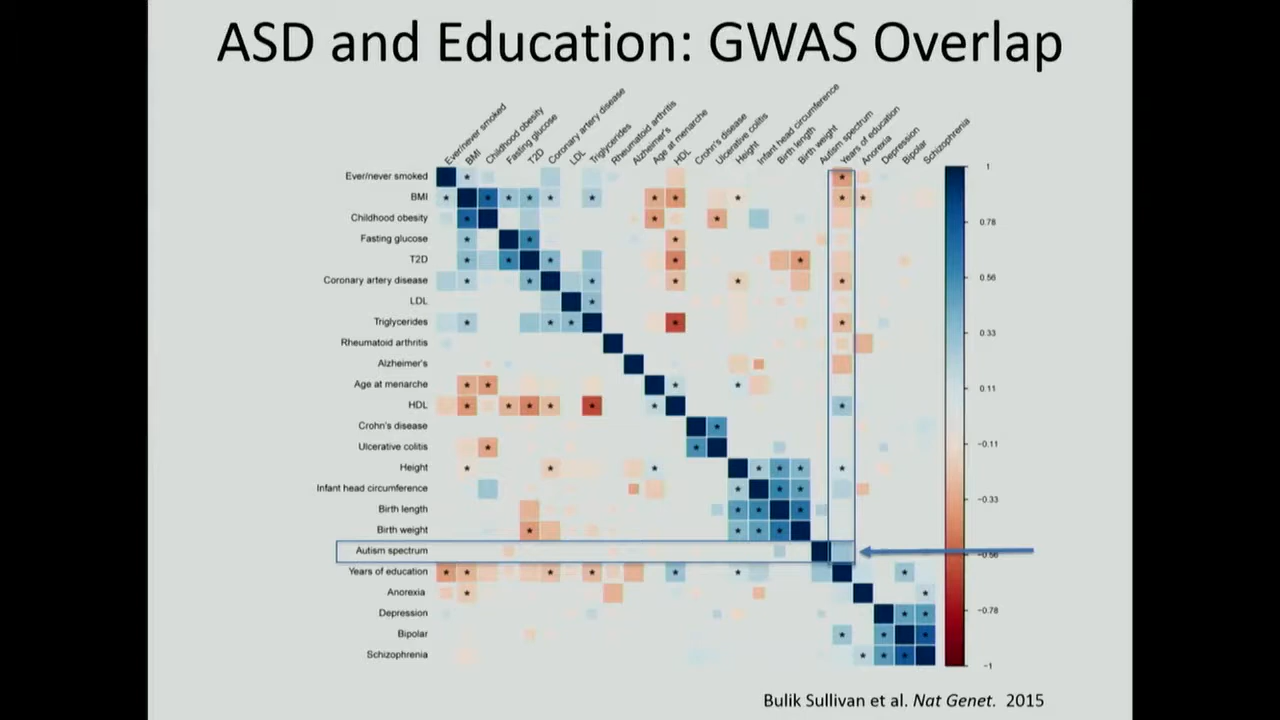 ASD and Education: GWAS Overlap
Ever/never smoked
BMI
Childhood obesity
Fasting glucose
T2D
Coronary artery disease
LDL
Triglycerides
Rheumatoid arthritis
Alzheimer's
Age at menarche
HDL
Crohn's disease
Ulcerative colitis
Height
Infant head circumference
Birth length
Birth weight
Autism spectrum
Years of education
Anorexia
Depression
Bipolar
Schizophrenia
Ever/never smoked
BMI
Childhood obesity
Fasting glucose
T2D
Coronary artery disease
LDL
Triglycerides
Rheumatoid arthritis
Alzheimer's
Age at menarche
HDL
Crohn's disease
Ulcerative colitis
Height
Infant head circumference
Birth length
Birth weight
Autism spectrum
Years of education
Anorexia
Depression
Bipolar
Schizophrenia
1
0.78
0.56
0.33
0.11
−0.11
−0.33
−0.56
−0.78
−1
Bulik Sullivan et al. Nat Genet. 2015